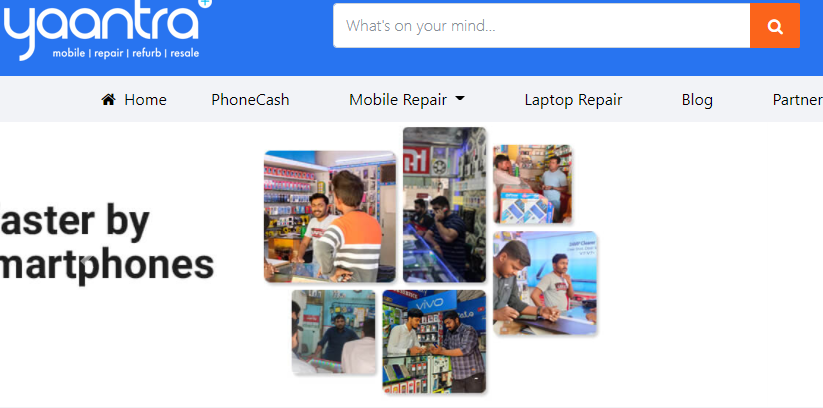 yaantra
mobile | repair | refurb | resale
What's on your mind...
Home PhoneCash Mobile Repair Laptop Repair Blog Partner
aster by
martphones
vivo